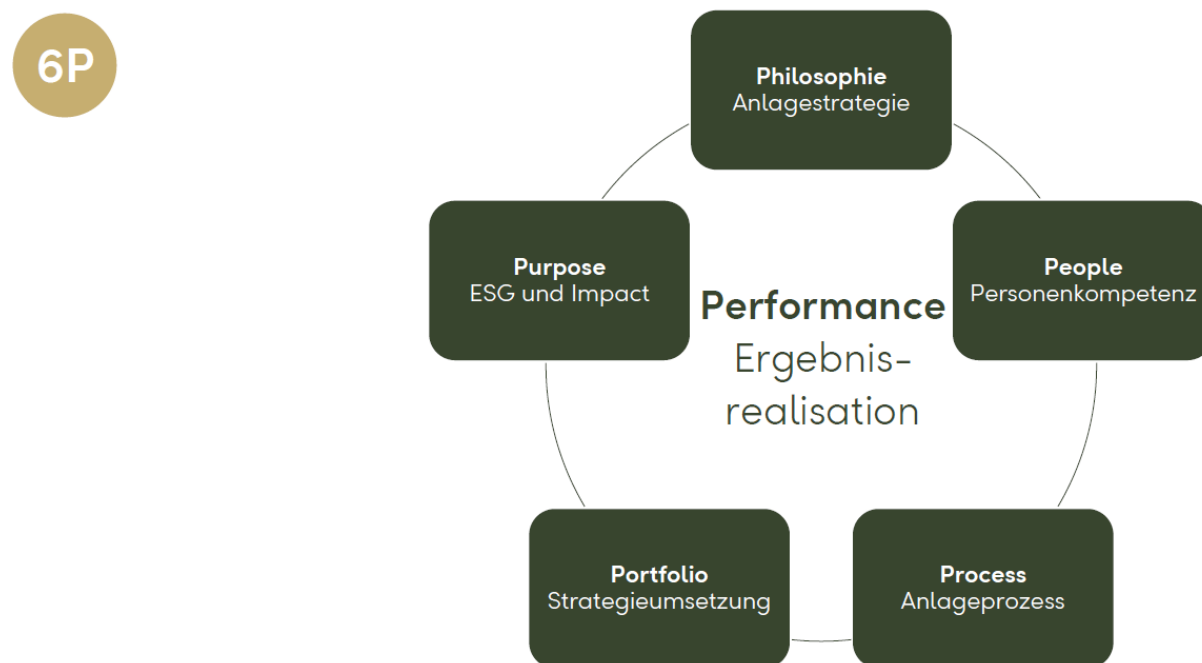 6P
Philosophie
Anlagestrategie
Purpose
ESG und Impact
People
Personenkompetenz
Performance
Ergebnis-
realisation
Portfolio
Strategieumsetzung
Process
Anlageprozess